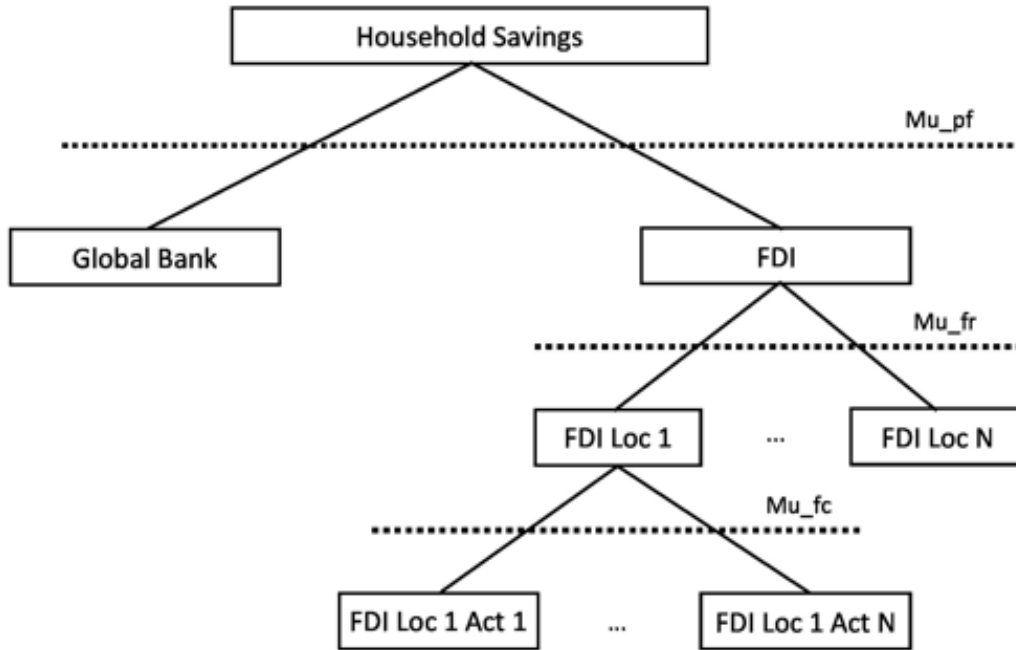 Household Savings
Mu_pf
Global Bank
FDI
Mu_fr
FDI Loc 1
...
FDI Loc N
Mu_fc
FDI Loc 1 Act 1
...
FDI Loc 1 Act N